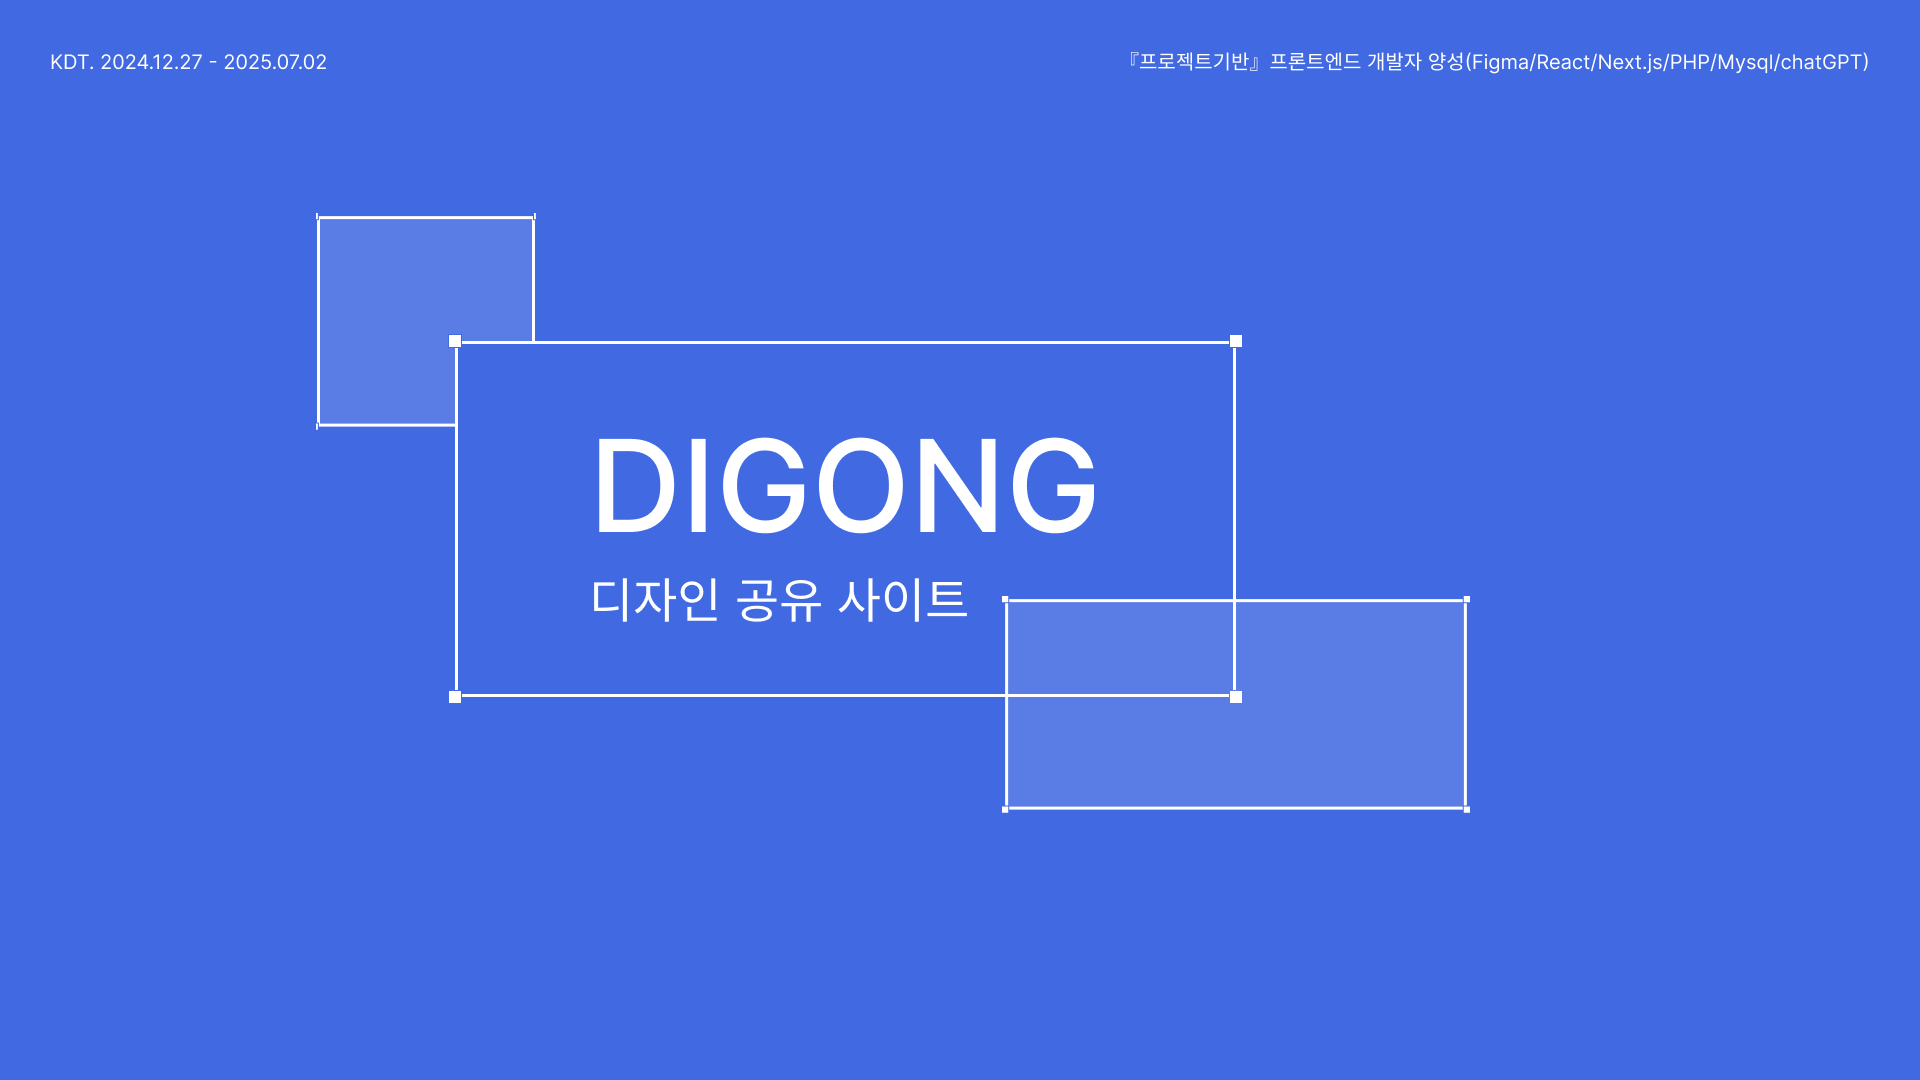 KDT. 2024.12.27 - 2025.07.02
『프로젝트기반』프론트엔드 개발자 양성(Figma/React/Next.js/PHP/Mysql/chatGPT)
DIGONG
디자인 공유 사이트